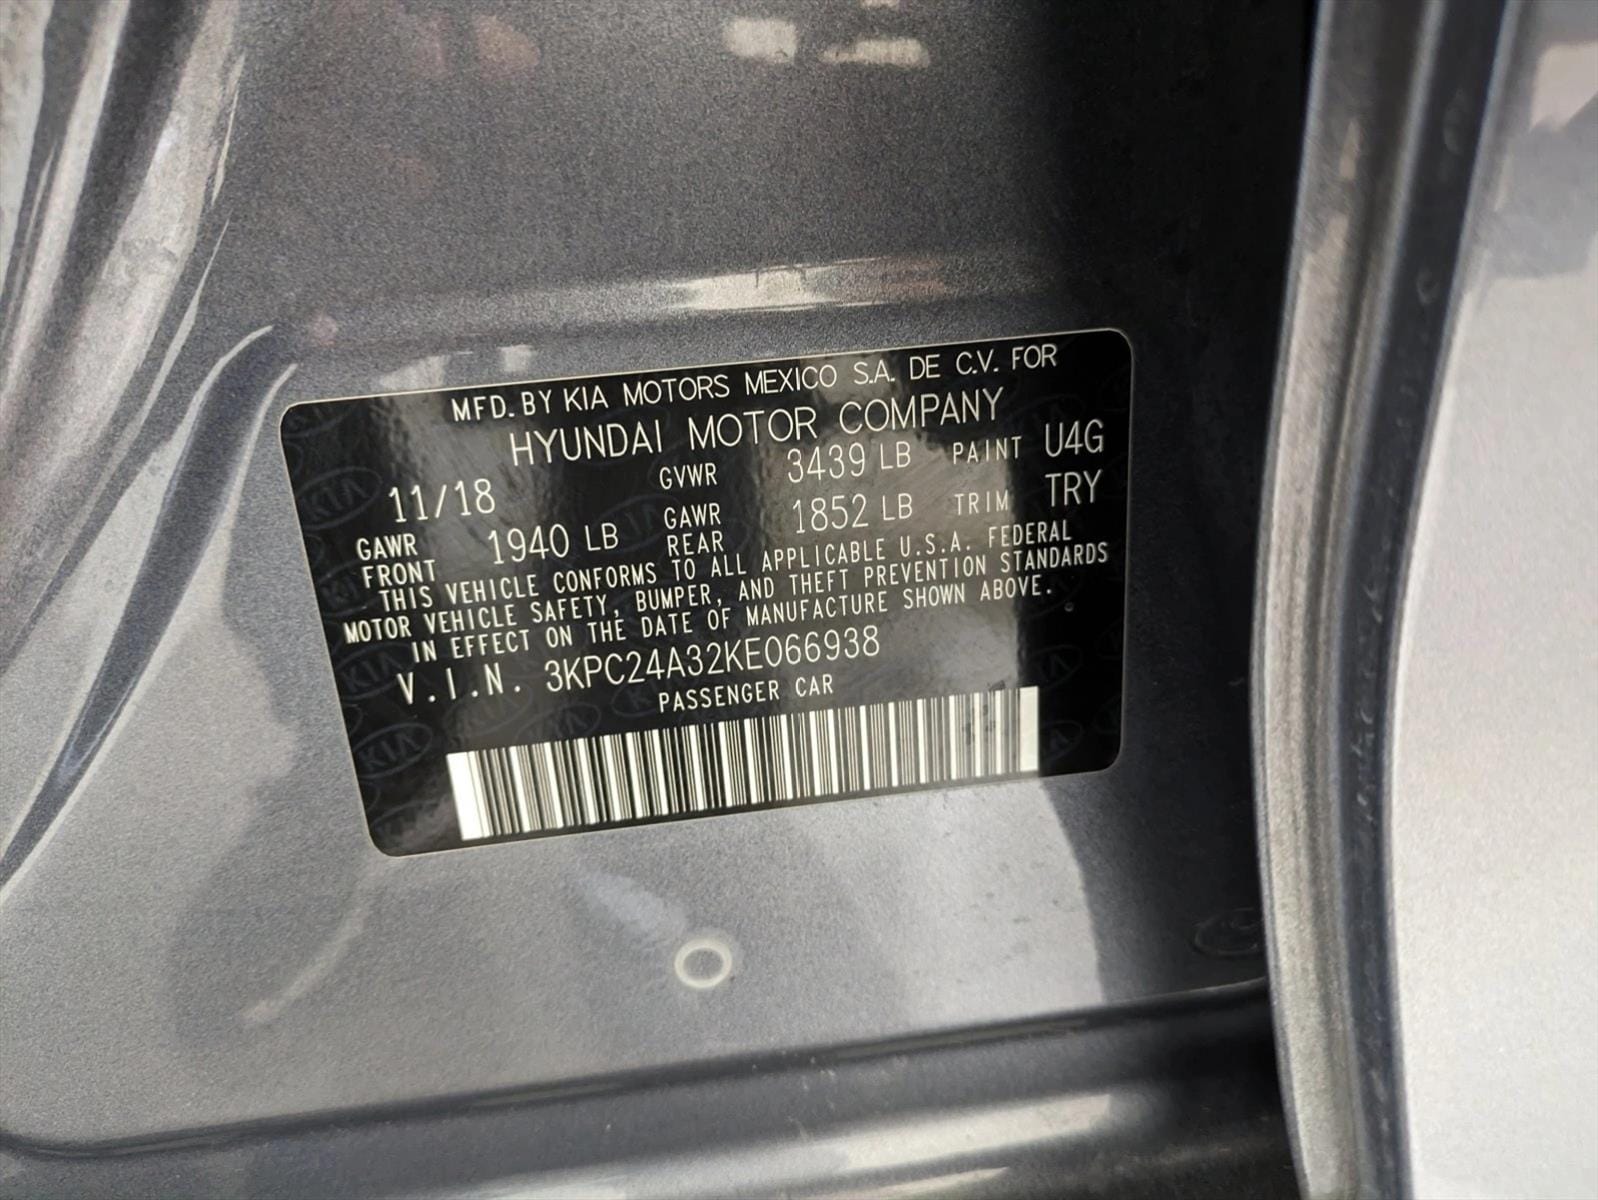 MFD. BY KIA MOTORS MEXICO S.A. DE C.V. FOR
HYUNDAI MOTOR COMPANY
11/18 GVWR 3439 LB PAINT U4G
GAWR FRONT 1940 LB GAWR REAR 1852 LB TRIM TRY
THIS VEHICLE CONFORMS TO ALL APPLICABLE U.S.A. FEDERAL
MOTOR VEHICLE SAFETY, BUMPER, AND THEFT PREVENTION STANDARDS
IN EFFECT ON THE DATE OF MANUFACTURE SHOWN ABOVE.
V.I.N. 3KPC24A32KE066938
PASSENGER CAR